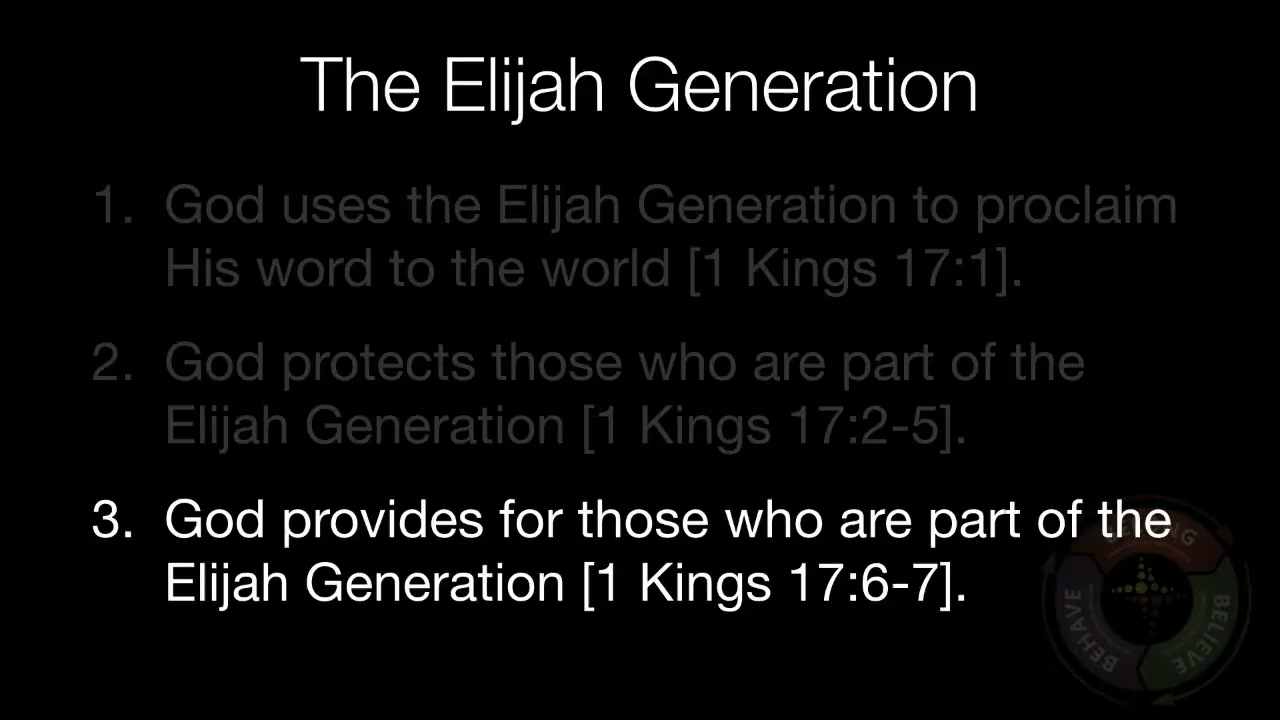 The Elijah Generation
1. God uses the Elijah Generation to proclaim
His word to the world [1 Kings 17:1].
2. God protects those who are part of the
Elijah Generation [1 Kings 17:2-5].
3. God provides for those who are part of the
Elijah Generation [1 Kings 17:6-7].
BEHAVE
BELIEVE